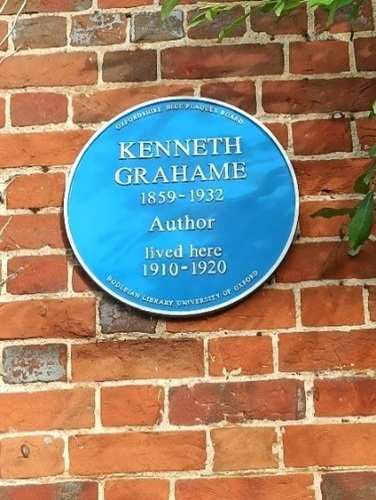 OXFORDSHIRE BLUE PLAQUES BOARD
KENNETH
GRAHAME
1859-1932
Author
lived here
1910-1920
BODLEIAN LIBRARY UNIVERSITY OF OXFORD